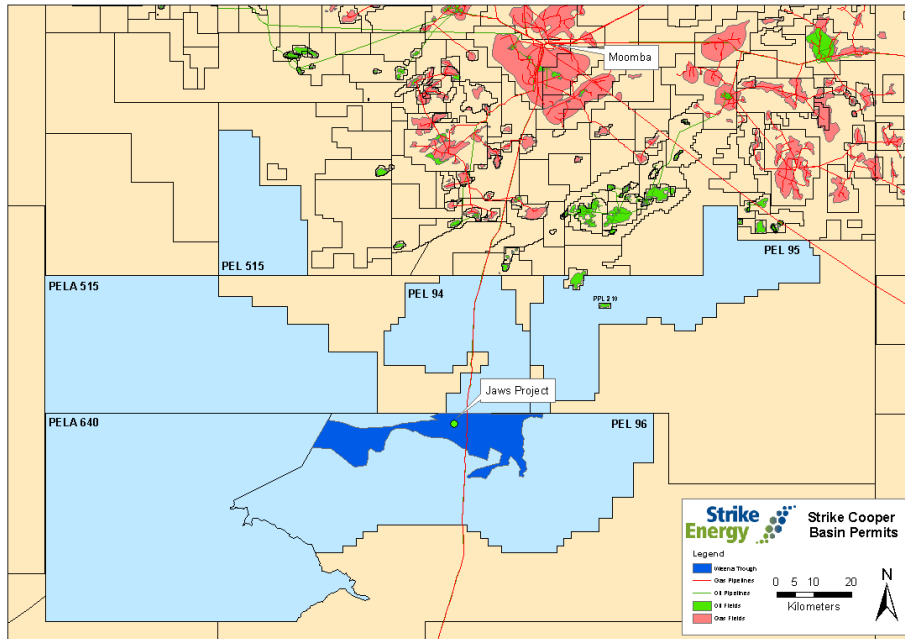 Moomba
PEL 515
PEL 95
PELA 515
PEL 94
PPL 210
Jaws Project
PELA 640
PEL 96
Strike
Energy
Strike Cooper
Basin Permits
Legend
Weena Trough
Gas Pipelines
Oil Pipelines
Oil Fields
Gas Fields
0 5 10 20
Kilometers
N